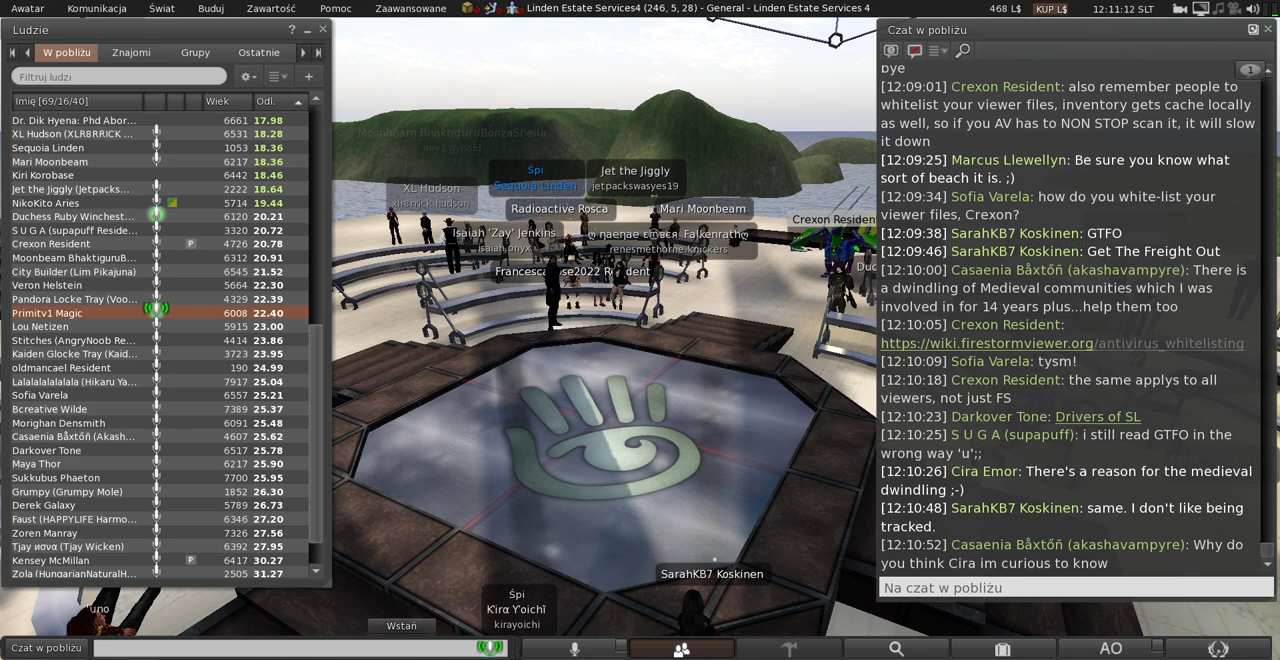 Awatar Komunikacja Świat Buduj Zawartość Pomoc Zaawansowane Linden Estate Services4 (246, 5, 28) - General - Linden Estate Services 4 468 L$ KUP L$ 12:11:12 SLT
Ludzie
W pobliżu Znajomi Grupy Ostatnie
Filtruj ludzi
Imię [69/16/40] Wiek Odl.
Dr. Dik Hyena: Phd Abor... 6661 17.98
XL Hudson (XLR8RRICK ... 6531 18.28
Sequoia Linden 1053 18.36
Mari Moonbeam 6217 18.36
Kiri Korobase 6442 18.46
Jet the Jiggly (Jetpacks... 2222 18.64
NikoKito Aries 5714 19.44
Duchess Ruby Winchest... 6120 20.21
S U G A (supapuff Reside... 3320 20.72
Crexon Resident P 4726 20.78
Moonbeam BhaktiguruB... 6312 20.91
City Builder (Lim Pikajuna) 6545 21.52
Veron Helstein 5664 22.30
Pandora Locke Tray (Voo... 4329 22.39
Primitv1 Magic 6008 22.40
Lou Netizen 5915 23.00
Stitches (AngryNoob Re... 4414 23.86
Kaiden Glocke Tray (Kaid... 3723 23.95
oldmancael Resident 190 24.99
Lalalalalalalala (Hikaru Ya... 7917 25.04
Sofia Varela 6557 25.21
Bcreative Wilde 7389 25.37
Morighan Densmith 6091 25.48
Casaenia Båxtőñ (Akash... 4607 25.62
Darkover Tone 6517 25.78
Maya Thor 6217 25.90
Sukkubus Phaeton 7700 25.95
Grumpy (Grumpy Mole) 1852 26.30
Derek Galaxy 5789 26.73
Faust (HAPPYLIFE Harmo... 6346 27.20
Zoren Manray 7326 27.56
Tjay иσvα (Tjay Wicken) 6392 27.95
Kensey McMillan P 6417 30.27
Zola (HungarianNaturalH... 2505 31.27
Moonbeam BhaktiguruBonzaSheila
any1.gynoid
Śpi
Sequoia Linden
Jet the Jiggly
jetpackswasyes19
XL Hudson
xlr8rrick.hudson
Radioactive Rosca
Mari Moonbeam
Crexon Resident
Isaiah 'Zay' Jenkins
isaiah.onyx
renesmethorne.knickers
SarahKB7 Koskinen
Śpi
kirayoichi
Wstań
Czat w pobliżu
1
bye
[12:09:01] Crexon Resident: also remember people to
whitelist your viewer files, inventory gets cache locally
as well, so if you AV has to NON STOP scan it, it will slow
it down
[12:09:25] Marcus Llewellyn: Be sure you know what
sort of beach it is. ;)
[12:09:34] Sofia Varela: how do you white-list your
viewer files, Crexon?
[12:09:38] SarahKB7 Koskinen: GTFO
[12:09:46] SarahKB7 Koskinen: Get The Freight Out
[12:10:00] Casaenia Båxtőñ (akashavampyre): There is
a dwindling of Medieval communities which I was
involved in for 14 years plus...help them too
[12:10:05] Crexon Resident:
https://wiki.firestormviewer.org/antivirus_whitelisting
[12:10:09] Sofia Varela: tysm!
[12:10:18] Crexon Resident: the same applys to all
viewers, not just FS
[12:10:23] Darkover Tone: Drivers of SL
[12:10:25] S U G A (supapuff): i still read GTFO in the
wrong way 'u';;
[12:10:26] Cira Emor: There's a reason for the medieval
dwindling ;-)
[12:10:48] SarahKB7 Koskinen: same. I don't like being
tracked.
[12:10:52] Casaenia Båxtőñ (akashavampyre): Why do
you think Cira im curious to know
Na czat w pobliżu
Czat w pobliżu AO